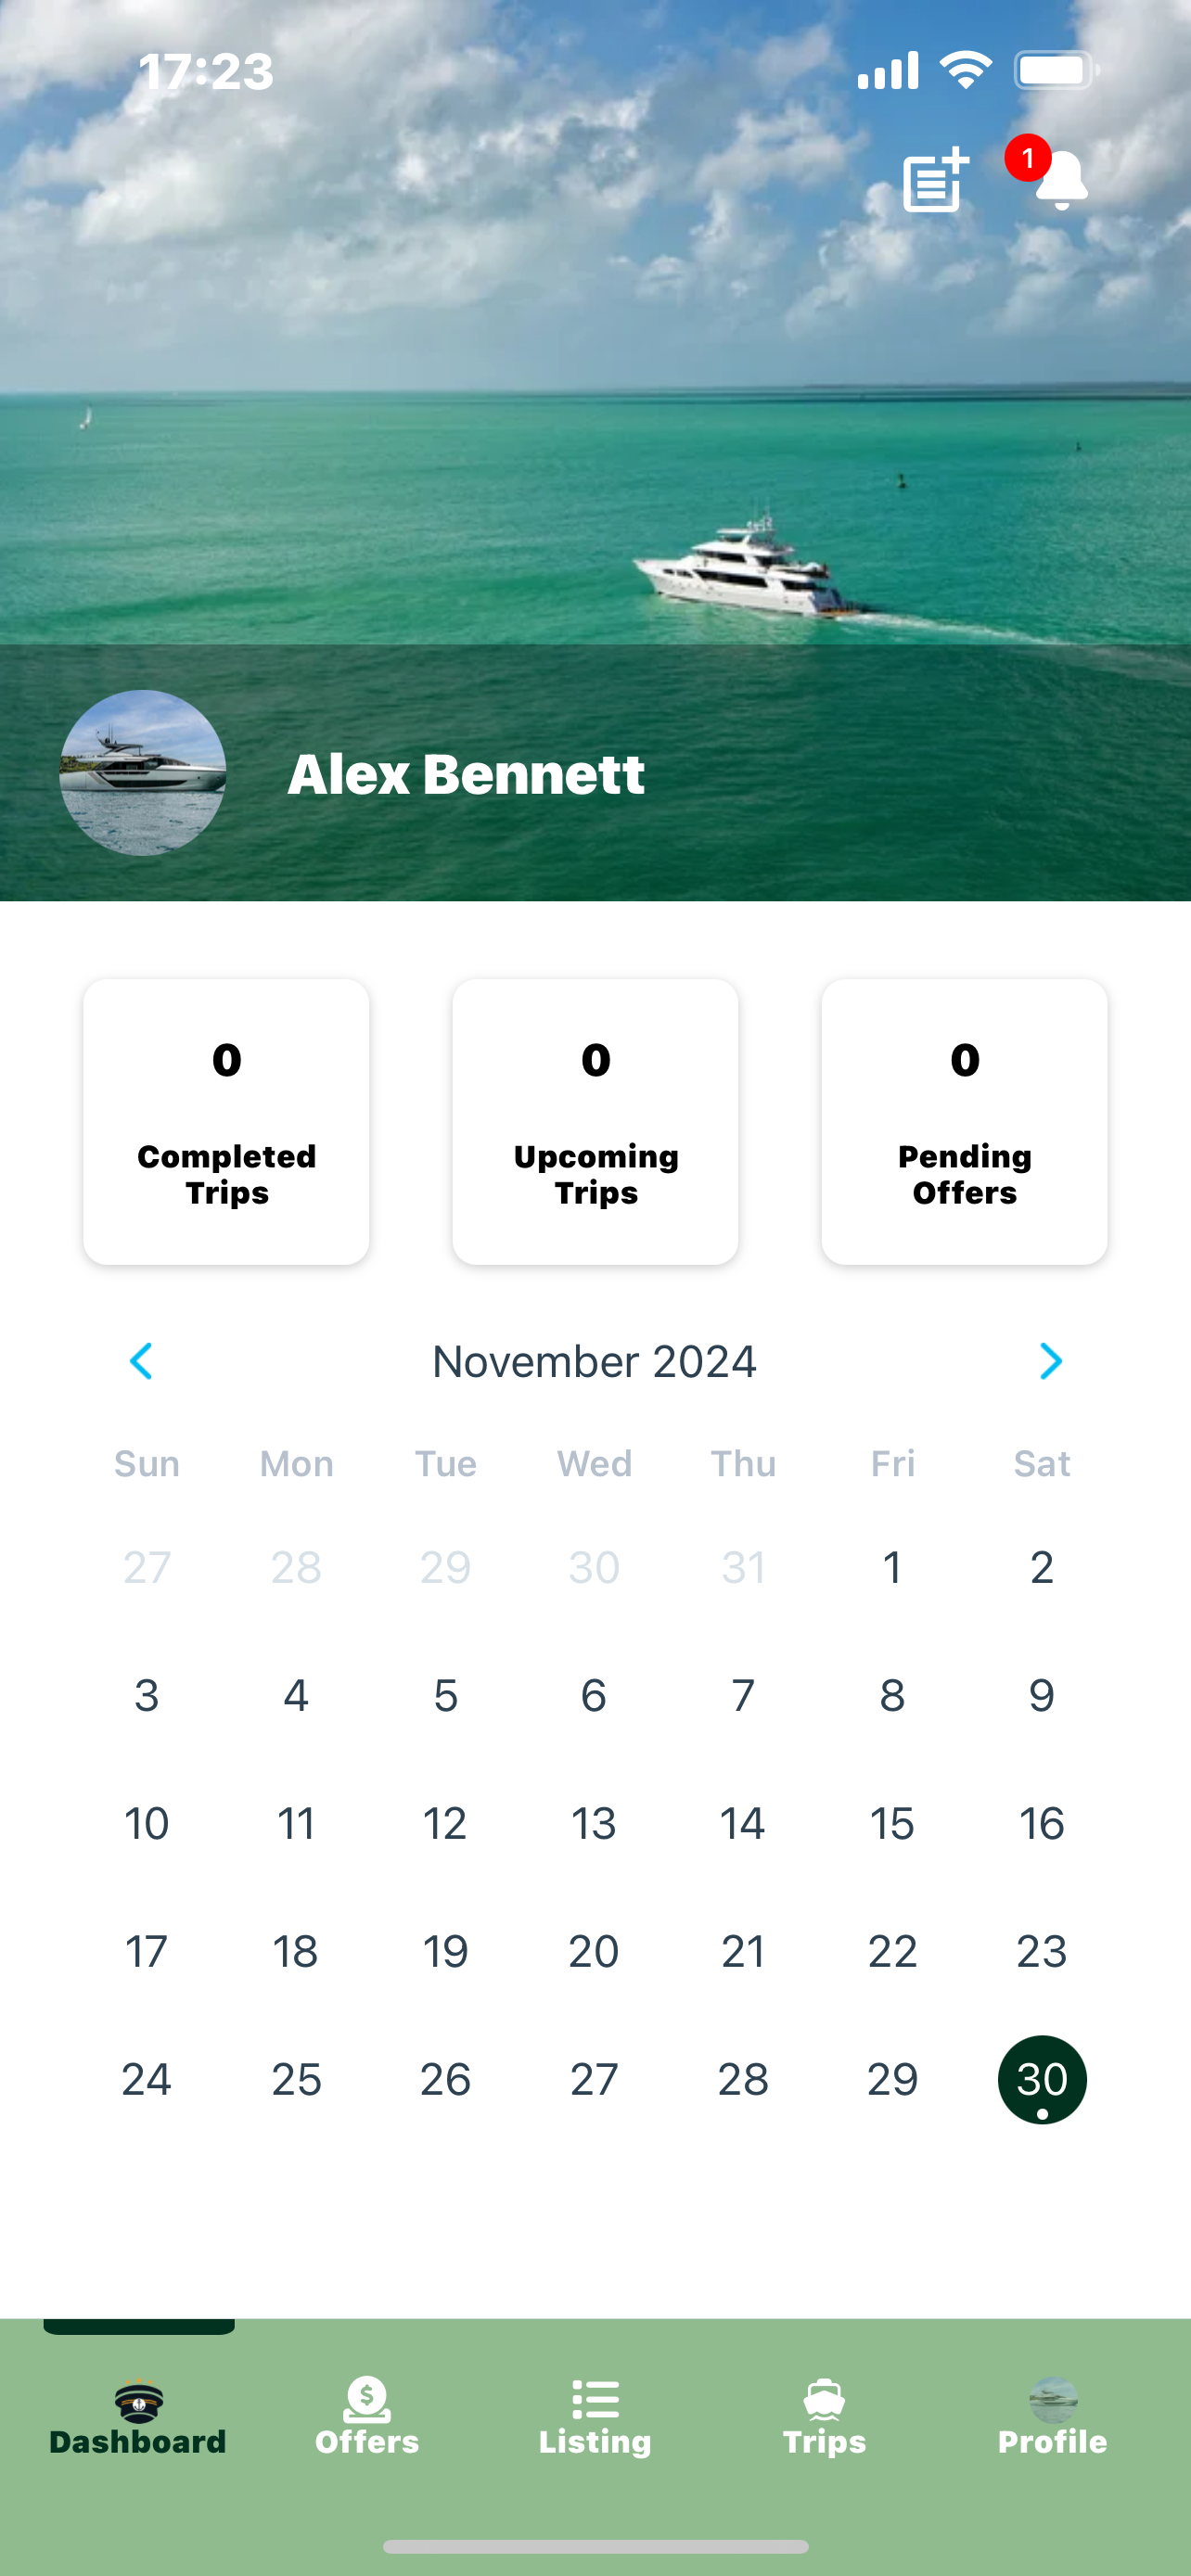 17:23
1
Alex Bennett
0
Completed
Trips
0
Upcoming
Trips
0
Pending
Offers
November 2024
Sun Mon Tue Wed Thu Fri Sat
27 28 29 30 31 1 2
3 4 5 6 7 8 9
10 11 12 13 14 15 16
17 18 19 20 21 22 23
24 25 26 27 28 29 30
Dashboard Offers Listing Trips Profile